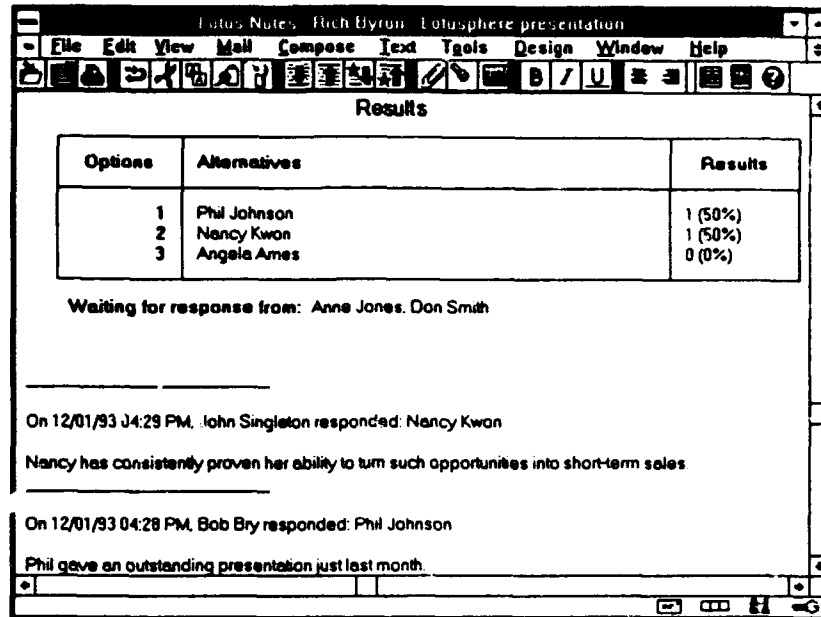 Lotus Notes - Rich Byron - Lotusphere presentation
File Edit View Mail Compose Text Tools Design Window Help
B I U
Results
Options Alternatives Results
1 Phil Johnson 1 (50%)
2 Nancy Kwon 1 (50%)
3 Angela Ames 0 (0%)
Waiting for response from: Anne Jones, Don Smith
On 12/01/93 04:29 PM, John Singleton responded: Nancy Kwon
Nancy has consistently proven her ability to turn such opportunities into short-term sales.
On 12/01/93 04:28 PM, Bob Bry responded: Phil Johnson
Phil gave an outstanding presentation just last month.